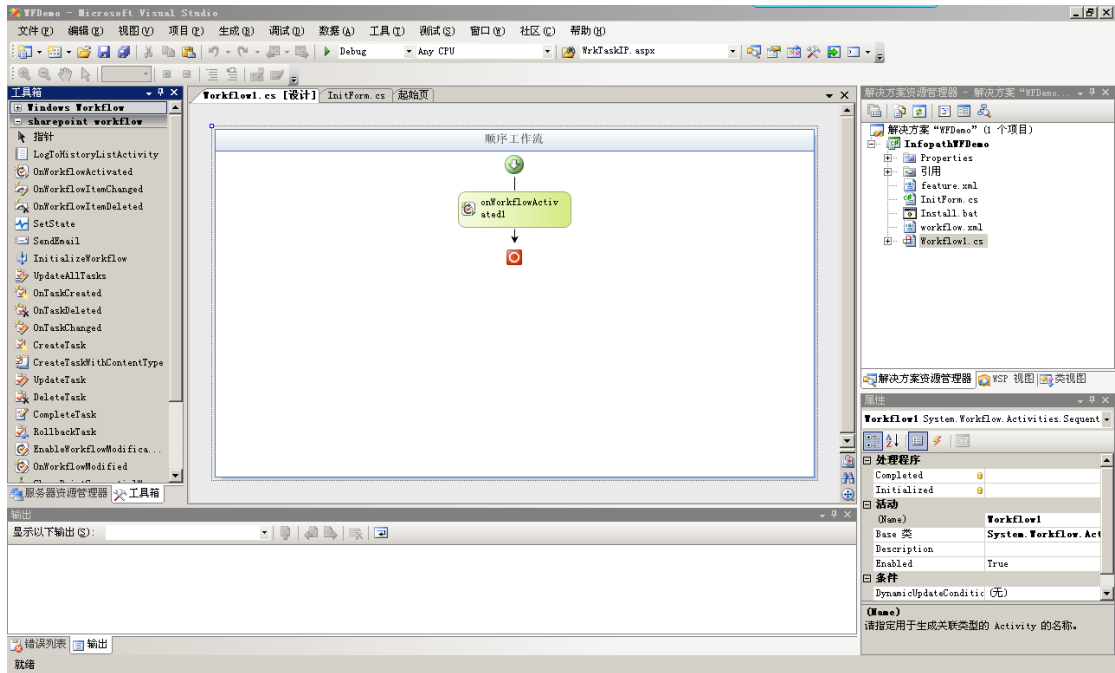 WFDemo - Microsoft Visual Studio
文件(F) 编辑(E) 视图(V) 项目(P) 生成(B) 调试(D) 数据(A) 工具(T) 测试(S) 窗口(W) 社区(C) 帮助(H)
Debug Any CPU WrkTaskIP.aspx
工具箱
Windows Workflow
sharepoint workflow
指针
LogToHistoryListActivity
OnWorkflowActivated
OnWorkflowItemChanged
OnWorkflowItemDeleted
SetState
SendEmail
InitializeWorkflow
UpdateAllTasks
OnTaskCreated
OnTaskDeleted
OnTaskChanged
CreateTask
CreateTaskWithContentType
UpdateTask
DeleteTask
CompleteTask
RollbackTask
EnableWorkflowModifica...
OnWorkflowModified
服务器资源管理器 工具箱
Workflow1.cs [设计] InitForm.cs 起始页
顺序工作流
onWorkflowActiv
ated1
解决方案资源管理器 - 解决方案“WFDemo...
解决方案“WFDemo”(1 个项目)
InfopathWFDemo
Properties
引用
feature.xml
InitForm.cs
Install.bat
workflow.xml
Workflow1.cs
解决方案资源管理器 WSP 视图 类视图
属性
Workflow1 System.Workflow.Activities.Sequent
处理程序
Completed
Initialized
活动
(Name) Workflow1
Base 类 System.Workflow.Act
Description
Enabled True
条件
DynamicUpdateConditic (无)
(Name)
请指定用于生成关联类型的 Activity 的名称。
输出
显示以下输出(S):
错误列表 输出
就绪